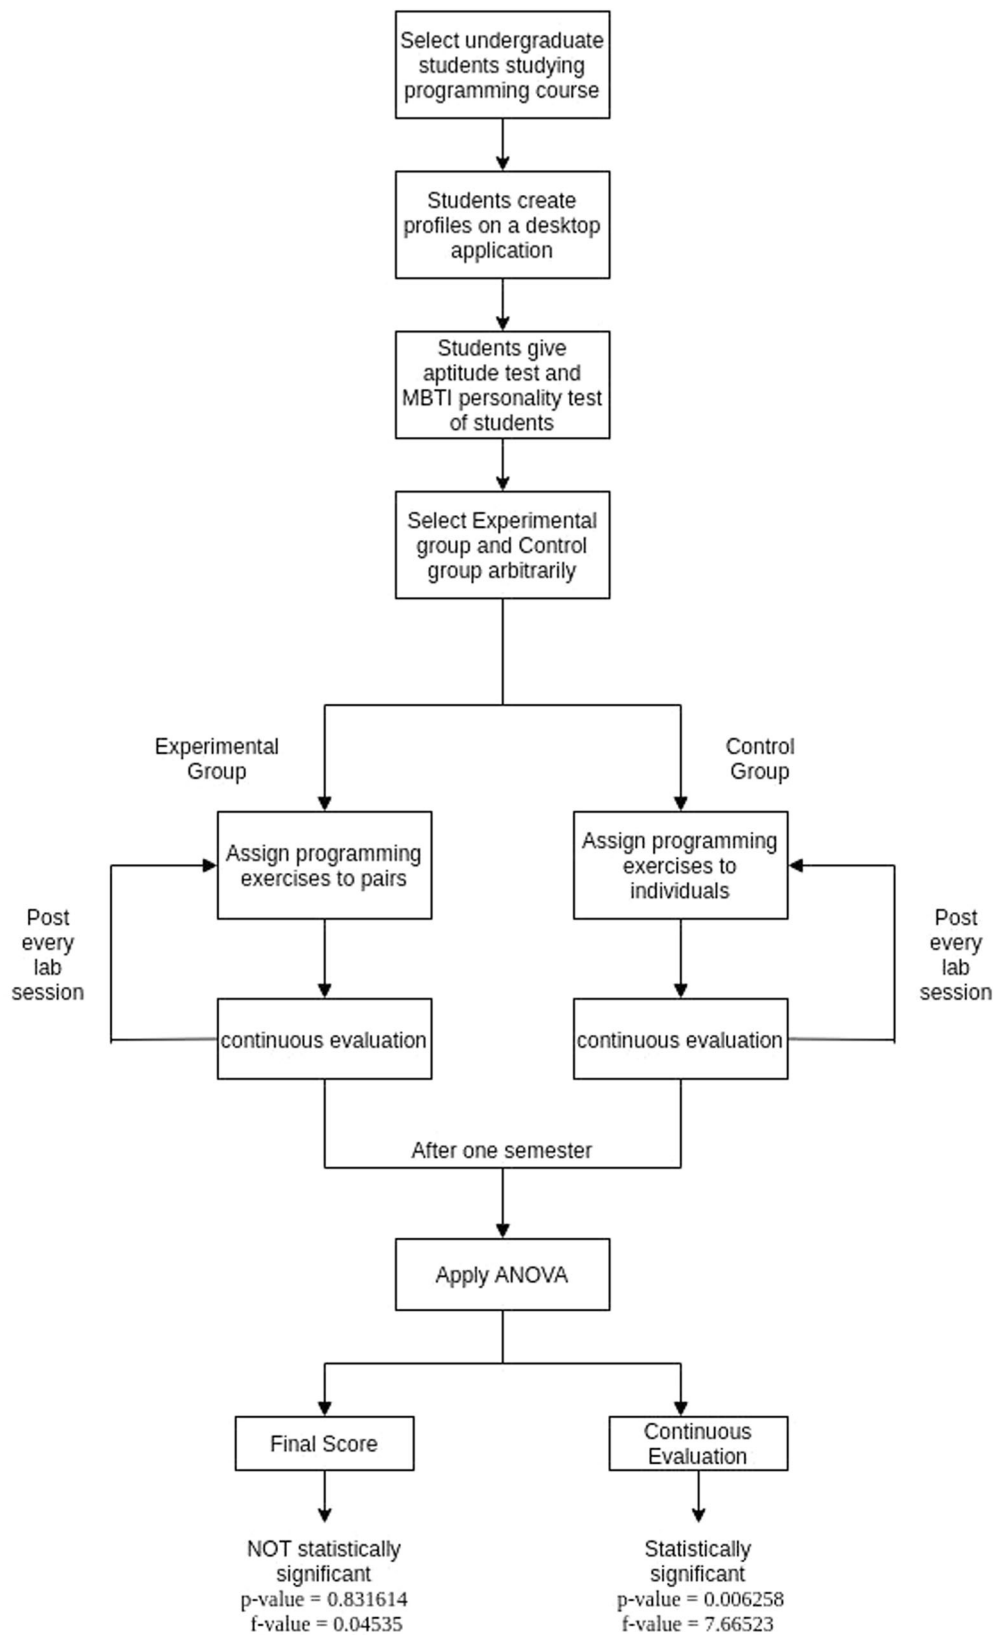 Select undergraduate
students studying
programming course
Students create
profiles on a desktop
application
Students give
aptitude test and
MBTI personality test
of students
Select Experimental
group and Control
group arbitrarily
Experimental
Group
Control
Group
Assign programming
exercises to pairs
Assign programming
exercises to
individuals
Post
every
lab
session
Post
every
lab
session
continuous evaluation
continuous evaluation
After one semester
Apply ANOVA
Final Score
Continuous
Evaluation
NOT statistically
significant
p-value = 0.831614
f-value = 0.04535
Statistically
significant
p-value = 0.006258
f-value = 7.66523